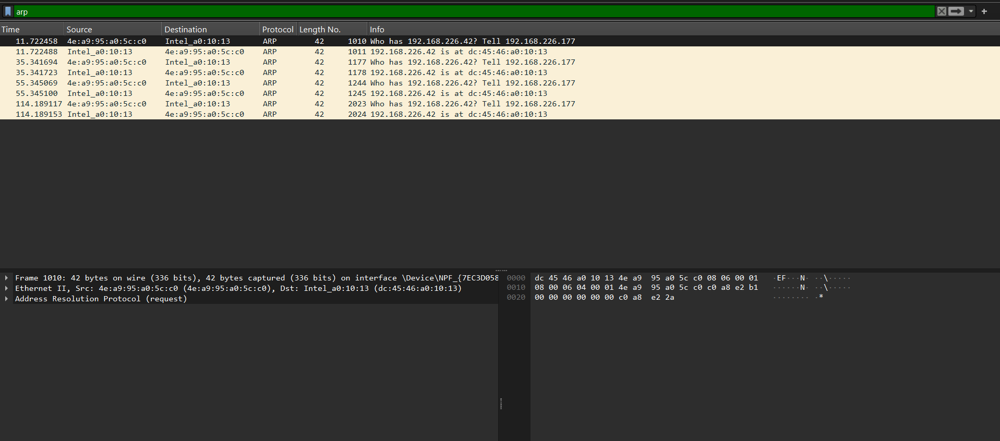 arp
Time Source Destination Protocol Length No. Info
11.722458 4e:a9:95:a0:5c:c0 Intel_a0:10:13 ARP 42 1010 Who has 192.168.226.42? Tell 192.168.226.177
11.722488 Intel_a0:10:13 4e:a9:95:a0:5c:c0 ARP 42 1011 192.168.226.42 is at dc:45:46:a0:10:13
35.341694 4e:a9:95:a0:5c:c0 Intel_a0:10:13 ARP 42 1177 Who has 192.168.226.42? Tell 192.168.226.177
35.341723 Intel_a0:10:13 4e:a9:95:a0:5c:c0 ARP 42 1178 192.168.226.42 is at dc:45:46:a0:10:13
55.345069 4e:a9:95:a0:5c:c0 Intel_a0:10:13 ARP 42 1244 Who has 192.168.226.42? Tell 192.168.226.177
55.345100 Intel_a0:10:13 4e:a9:95:a0:5c:c0 ARP 42 1245 192.168.226.42 is at dc:45:46:a0:10:13
114.189117 4e:a9:95:a0:5c:c0 Intel_a0:10:13 ARP 42 2023 Who has 192.168.226.42? Tell 192.168.226.177
114.189153 Intel_a0:10:13 4e:a9:95:a0:5c:c0 ARP 42 2024 192.168.226.42 is at dc:45:46:a0:10:13
Frame 1010: 42 bytes on wire (336 bits), 42 bytes captured (336 bits) on interface \Device\NPF_{7EC3D058
Ethernet II, Src: 4e:a9:95:a0:5c:c0 (4e:a9:95:a0:5c:c0), Dst: Intel_a0:10:13 (dc:45:46:a0:10:13)
Address Resolution Protocol (request)
0000 dc 45 46 a0 10 13 4e a9 95 a0 5c c0 08 06 00 01 ·EF···N· ··\·····
0010 08 00 06 04 00 01 4e a9 95 a0 5c c0 c0 a8 e2 b1 ······N· ··\·····
0020 00 00 00 00 00 00 c0 a8 e2 2a ········ ·*